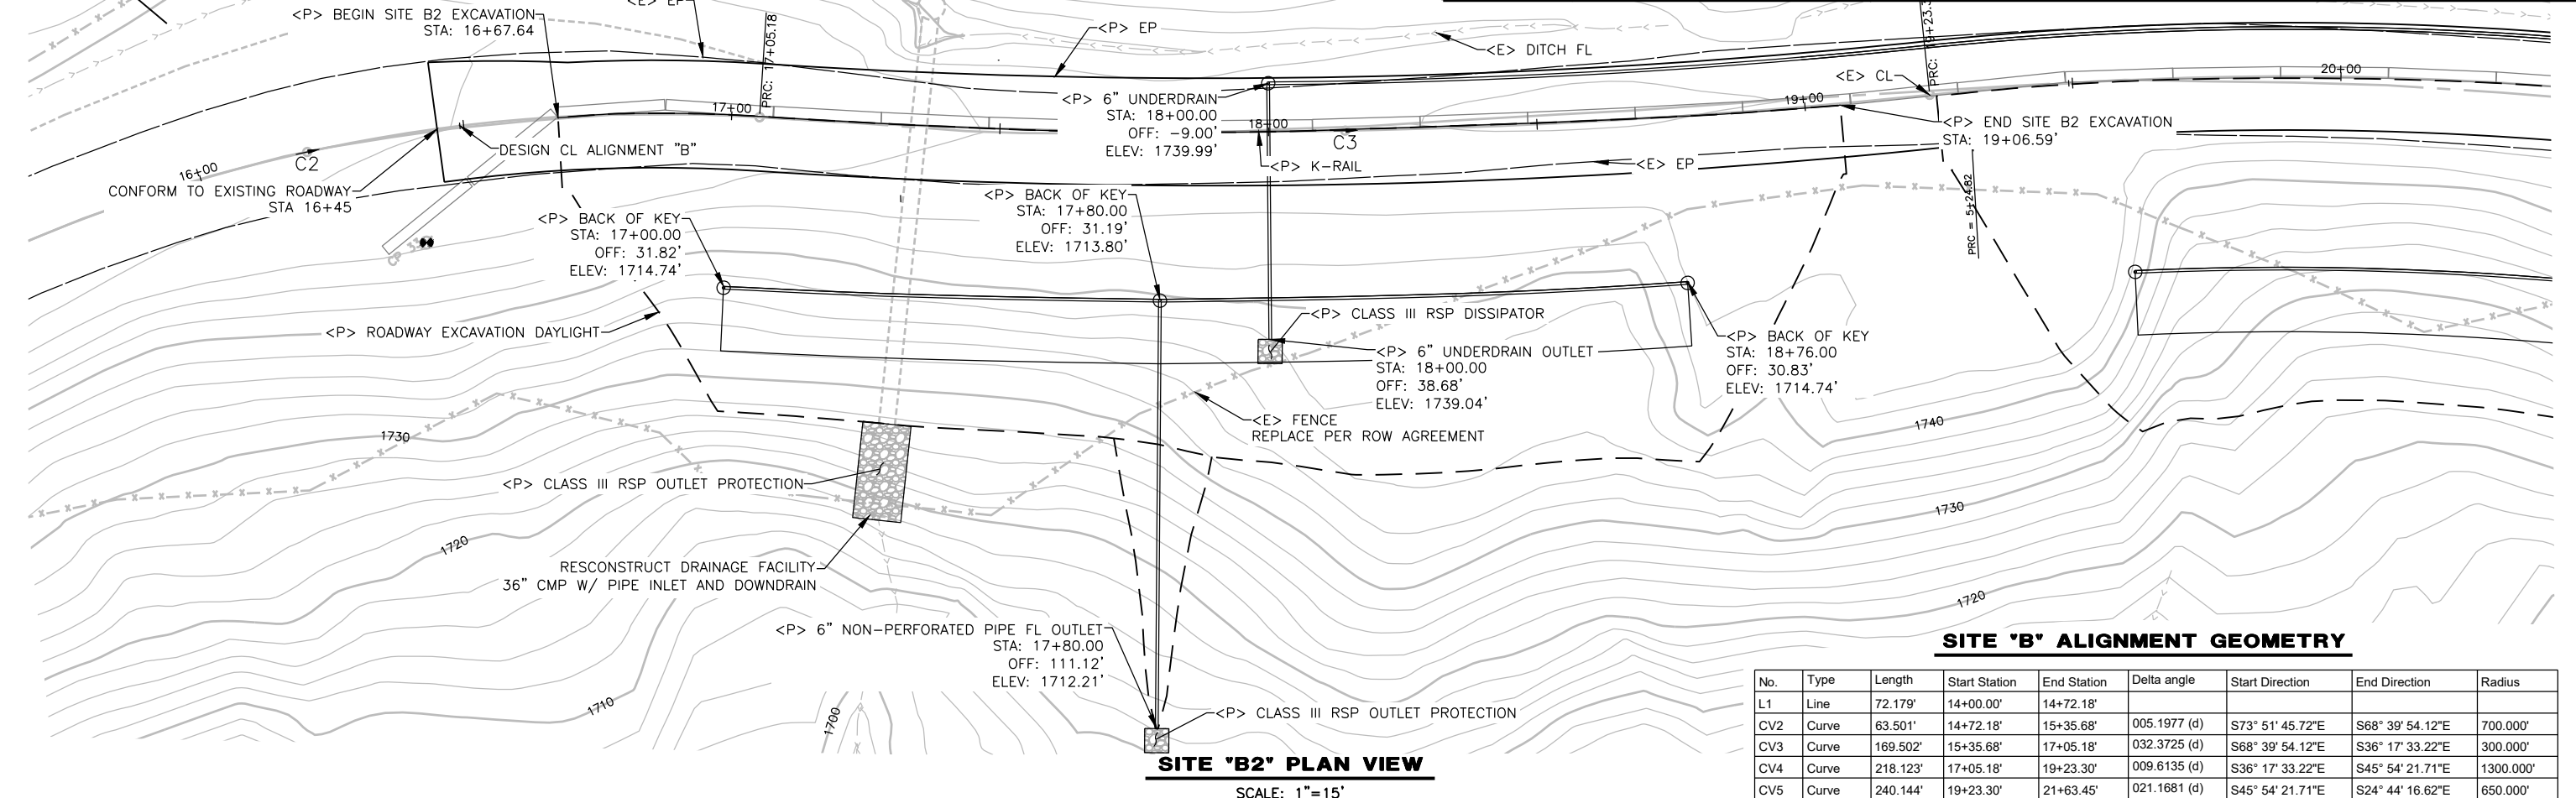 <P> BEGIN SITE B2 EXCAVATION
STA: 16+67.64
<E> EP
PRC: 17+05.18
<P> EP
<E> DITCH FL
<E> CL
20+00
<P> 6" UNDERDRAIN
STA: 18+00.00
OFF: -9.00'
ELEV: 1739.99'
17+00
18+00
19+00
C3
<P> END SITE B2 EXCAVATION
STA: 19+06.59'
DESIGN CL ALIGNMENT "B"
C2
16+00
<P> K-RAIL
<E> EP
CONFORM TO EXISTING ROADWAY
STA 16+45
PRC = 5+24.82
<P> BACK OF KEY
STA: 17+00.00
OFF: 31.82'
ELEV: 1714.74'
<P> BACK OF KEY
STA: 17+80.00
OFF: 31.19'
ELEV: 1713.80'
<P> ROADWAY EXCAVATION DAYLIGHT
<P> CLASS III RSP DISSIPATOR
<P> 6" UNDERDRAIN OUTLET
STA: 18+00.00
OFF: 38.68'
ELEV: 1739.04'
<P> BACK OF KEY
STA: 18+76.00
OFF: 30.83'
ELEV: 1714.74'
<E> FENCE
REPLACE PER ROW AGREEMENT
1730
1740
<P> CLASS III RSP OUTLET PROTECTION
1730
1720
RESCONSTRUCT DRAINAGE FACILITY
36" CMP W/ PIPE INLET AND DOWNDRAIN
1720
<P> 6" NON-PERFORATED PIPE FL OUTLET
STA: 17+80.00
OFF: 111.12'
ELEV: 1712.21'
1710
1700
<P> CLASS III RSP OUTLET PROTECTION
SITE "B2" PLAN VIEW
SCALE: 1"=15'
SITE "B" ALIGNMENT GEOMETRY
No. Type Length Start Station End Station Delta angle Start Direction End Direction Radius
L1 Line 72.179' 14+00.00' 14+72.18'
CV2 Curve 63.501' 14+72.18' 15+35.68' 005.1977 (d) S73° 51' 45.72"E S68° 39' 54.12"E 700.000'
CV3 Curve 169.502' 15+35.68' 17+05.18' 032.3725 (d) S68° 39' 54.12"E S36° 17' 33.22"E 300.000'
CV4 Curve 218.123' 17+05.18' 19+23.30' 009.6135 (d) S36° 17' 33.22"E S45° 54' 21.71"E 1300.000'
CV5 Curve 240.144' 19+23.30' 21+63.45' 021.1681 (d) S45° 54' 21.71"E S24° 44' 16.62"E 650.000'